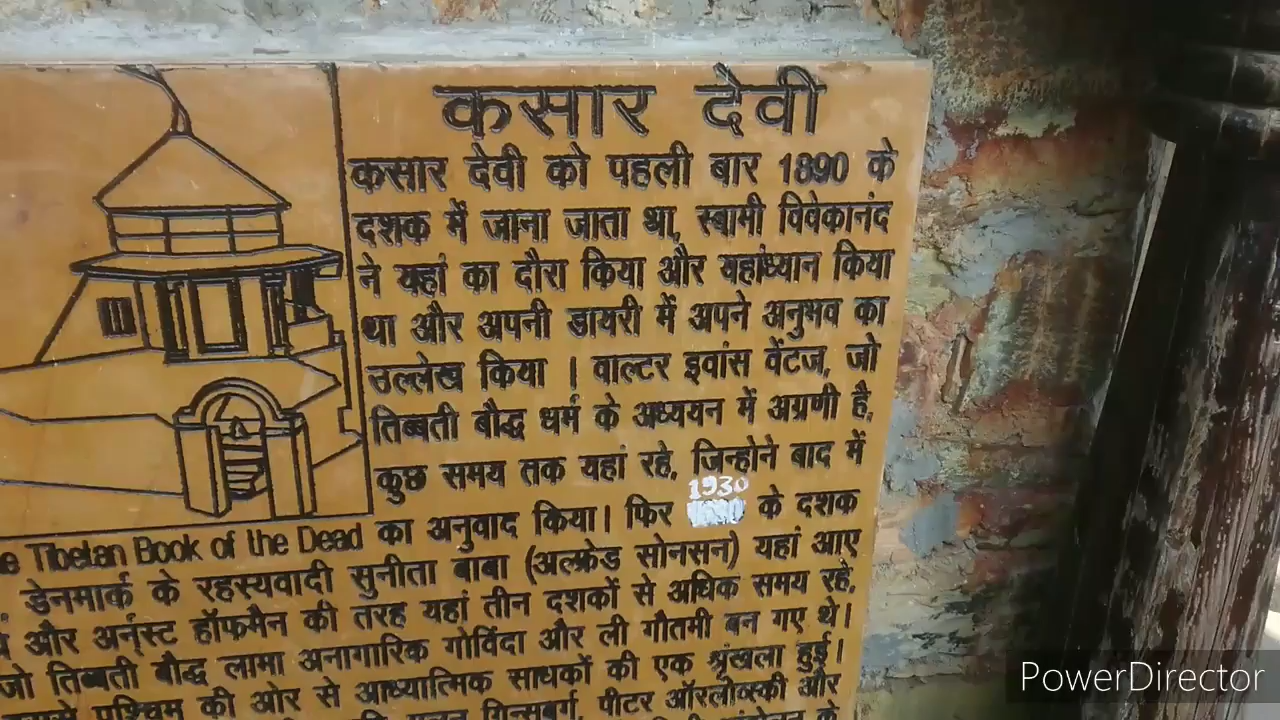 कसार देवी
कसार देवी को पहली बार 1890 के
दशक में जाना जाता था, स्वामी विवेकानंद
ने यहां का दौरा किया और यहांध्यान किया
था और अपनी डायरी में अपने अनुभव का
उल्लेख किया । वाल्टर इवांस वेंटज, जो
तिब्बती बौद्ध धर्म के अध्ययन में अग्रणी है,
कुछ समय तक यहां रहे, जिन्होने बाद में
1930
Tibetan Book of the Dead का अनुवाद किया। फिर के दशक
डेनमार्क के रहस्यवादी सुनीता बाबा (अल्फ्रेड सोनसन) यहां आए
और अर्न्स्ट हॉफमैन की तरह यहां तीन दशकों से अधिक समय रहे,
जो तिब्बती बौद्ध लामा अनागारिक गोविंदा और ली गौतमी बन गए थे।
पश्चिम की ओर से आध्यात्मिक साधकों की एक श्रृंखला हुई।
गिन्सबर्ग, पीटर ऑरलोव्स्की और
के
PowerDirector